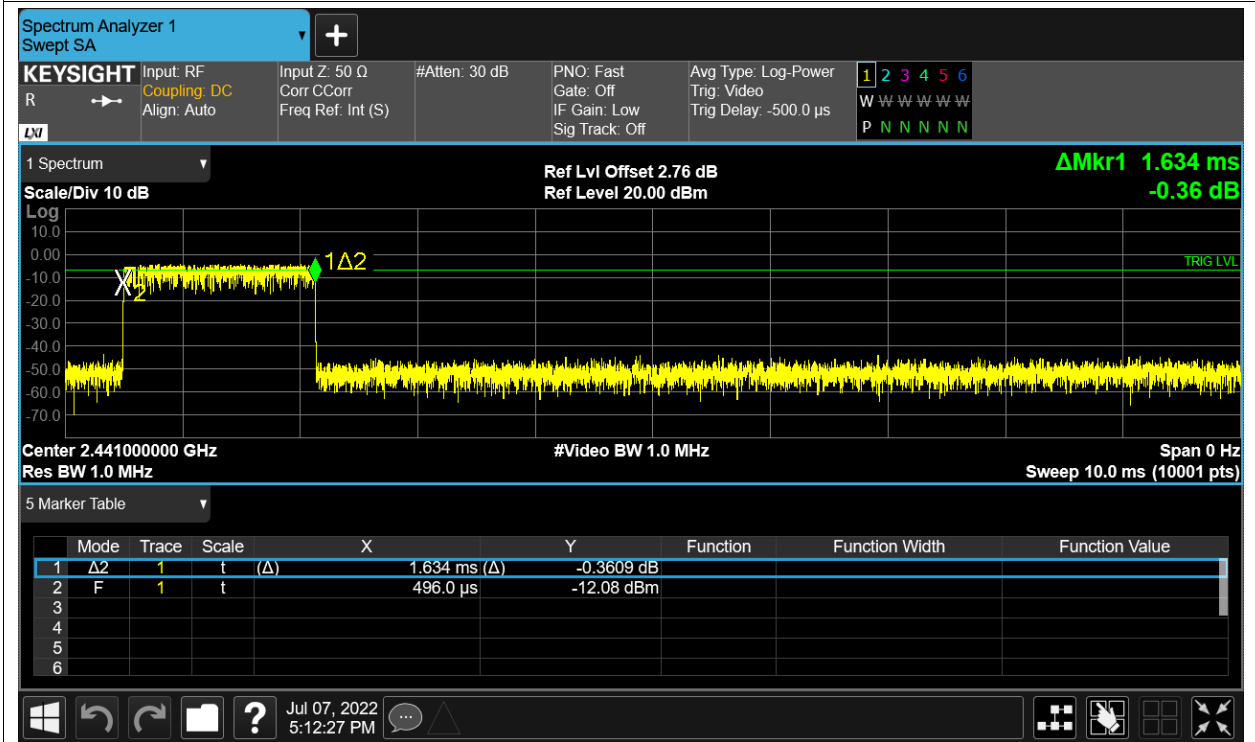 Spectrum Analyzer 1
Swept SA
+
KEYSIGHT Input: RF Input Z: 50 Ω #Atten: 30 dB PNO: Fast Avg Type: Log-Power 1 2 3 4 5 6
R Coupling: DC Corr CCorr Gate: Off Trig: Video W W W W W W
Align: Auto Freq Ref: Int (S) IF Gain: Low Trig Delay: -500.0 µs
LXI Sig Track: Off P N N N N N
1 Spectrum Ref Lvl Offset 2.76 dB ΔMkr1 1.634 ms
Scale/Div 10 dB Ref Level 20.00 dBm -0.36 dB
Log
10.0
0.00 1Δ2 TRIG LVL
-10.0 X2
-20.0
-30.0
-40.0
-50.0
-60.0
-70.0
Center 2.441000000 GHz #Video BW 1.0 MHz Span 0 Hz
Res BW 1.0 MHz Sweep 10.0 ms (10001 pts)
5 Marker Table
Mode Trace Scale X Y Function Function Width Function Value
1 Δ2 1 t (Δ) 1.634 ms (Δ) -0.3609 dB
2 F 1 t 496.0 µs -12.08 dBm
3
4
5
6
? Jul 07, 2022
5:12:27 PM